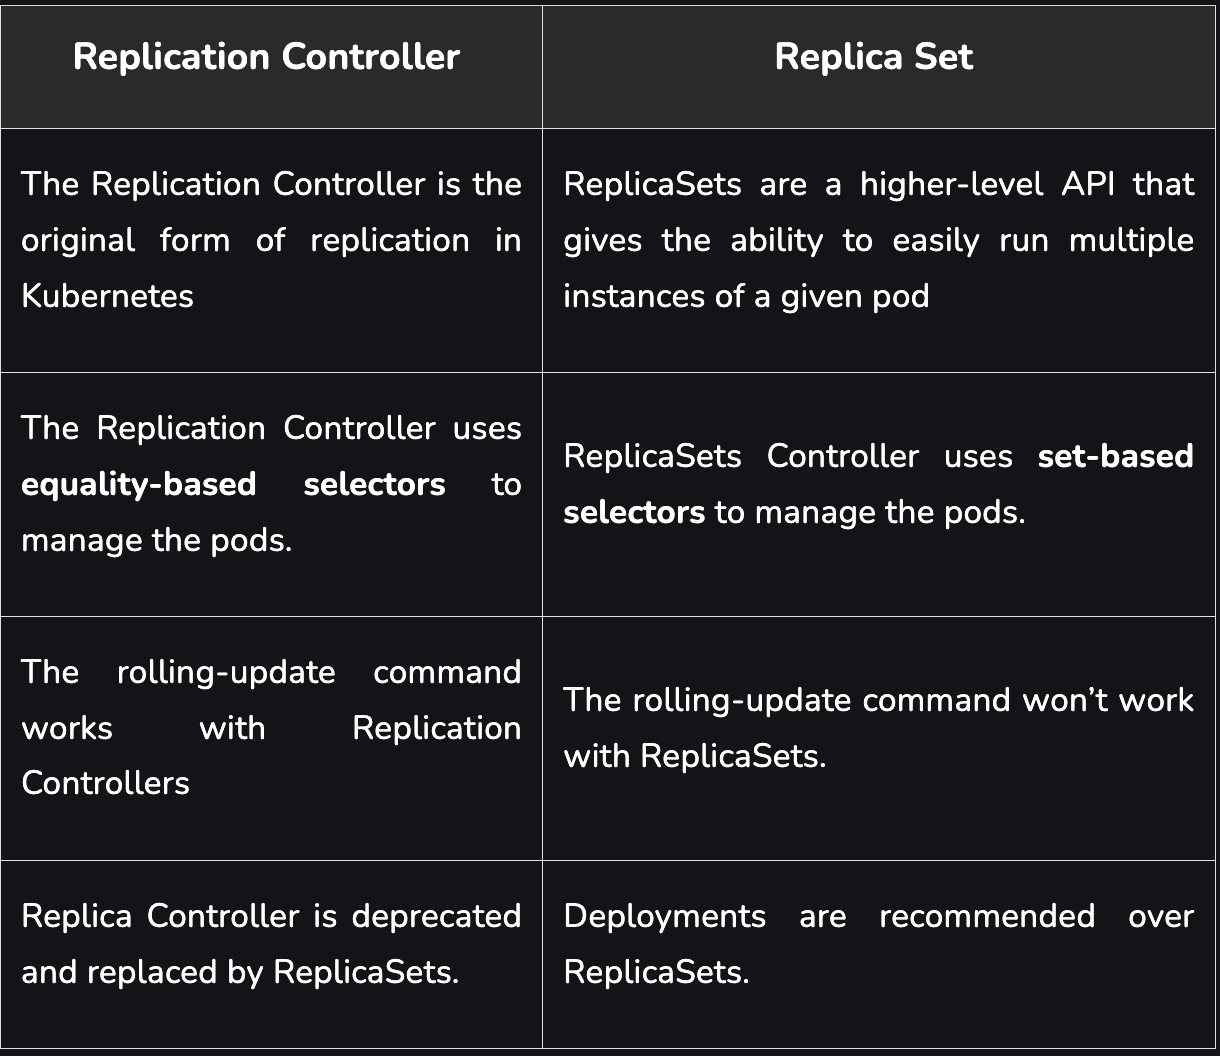 Replication Controller
Replica Set
The Replication Controller is the
original form of replication in
Kubernetes
ReplicaSets are a higher-level API that
gives the ability to easily run multiple
instances of a given pod
The Replication Controller uses
equality-based selectors to
manage the pods.
ReplicaSets Controller uses set-based
selectors to manage the pods.
The rolling-update command
works with Replication
Controllers
The rolling-update command won’t work
with ReplicaSets.
Replica Controller is deprecated
and replaced by ReplicaSets.
Deployments are recommended over
ReplicaSets.